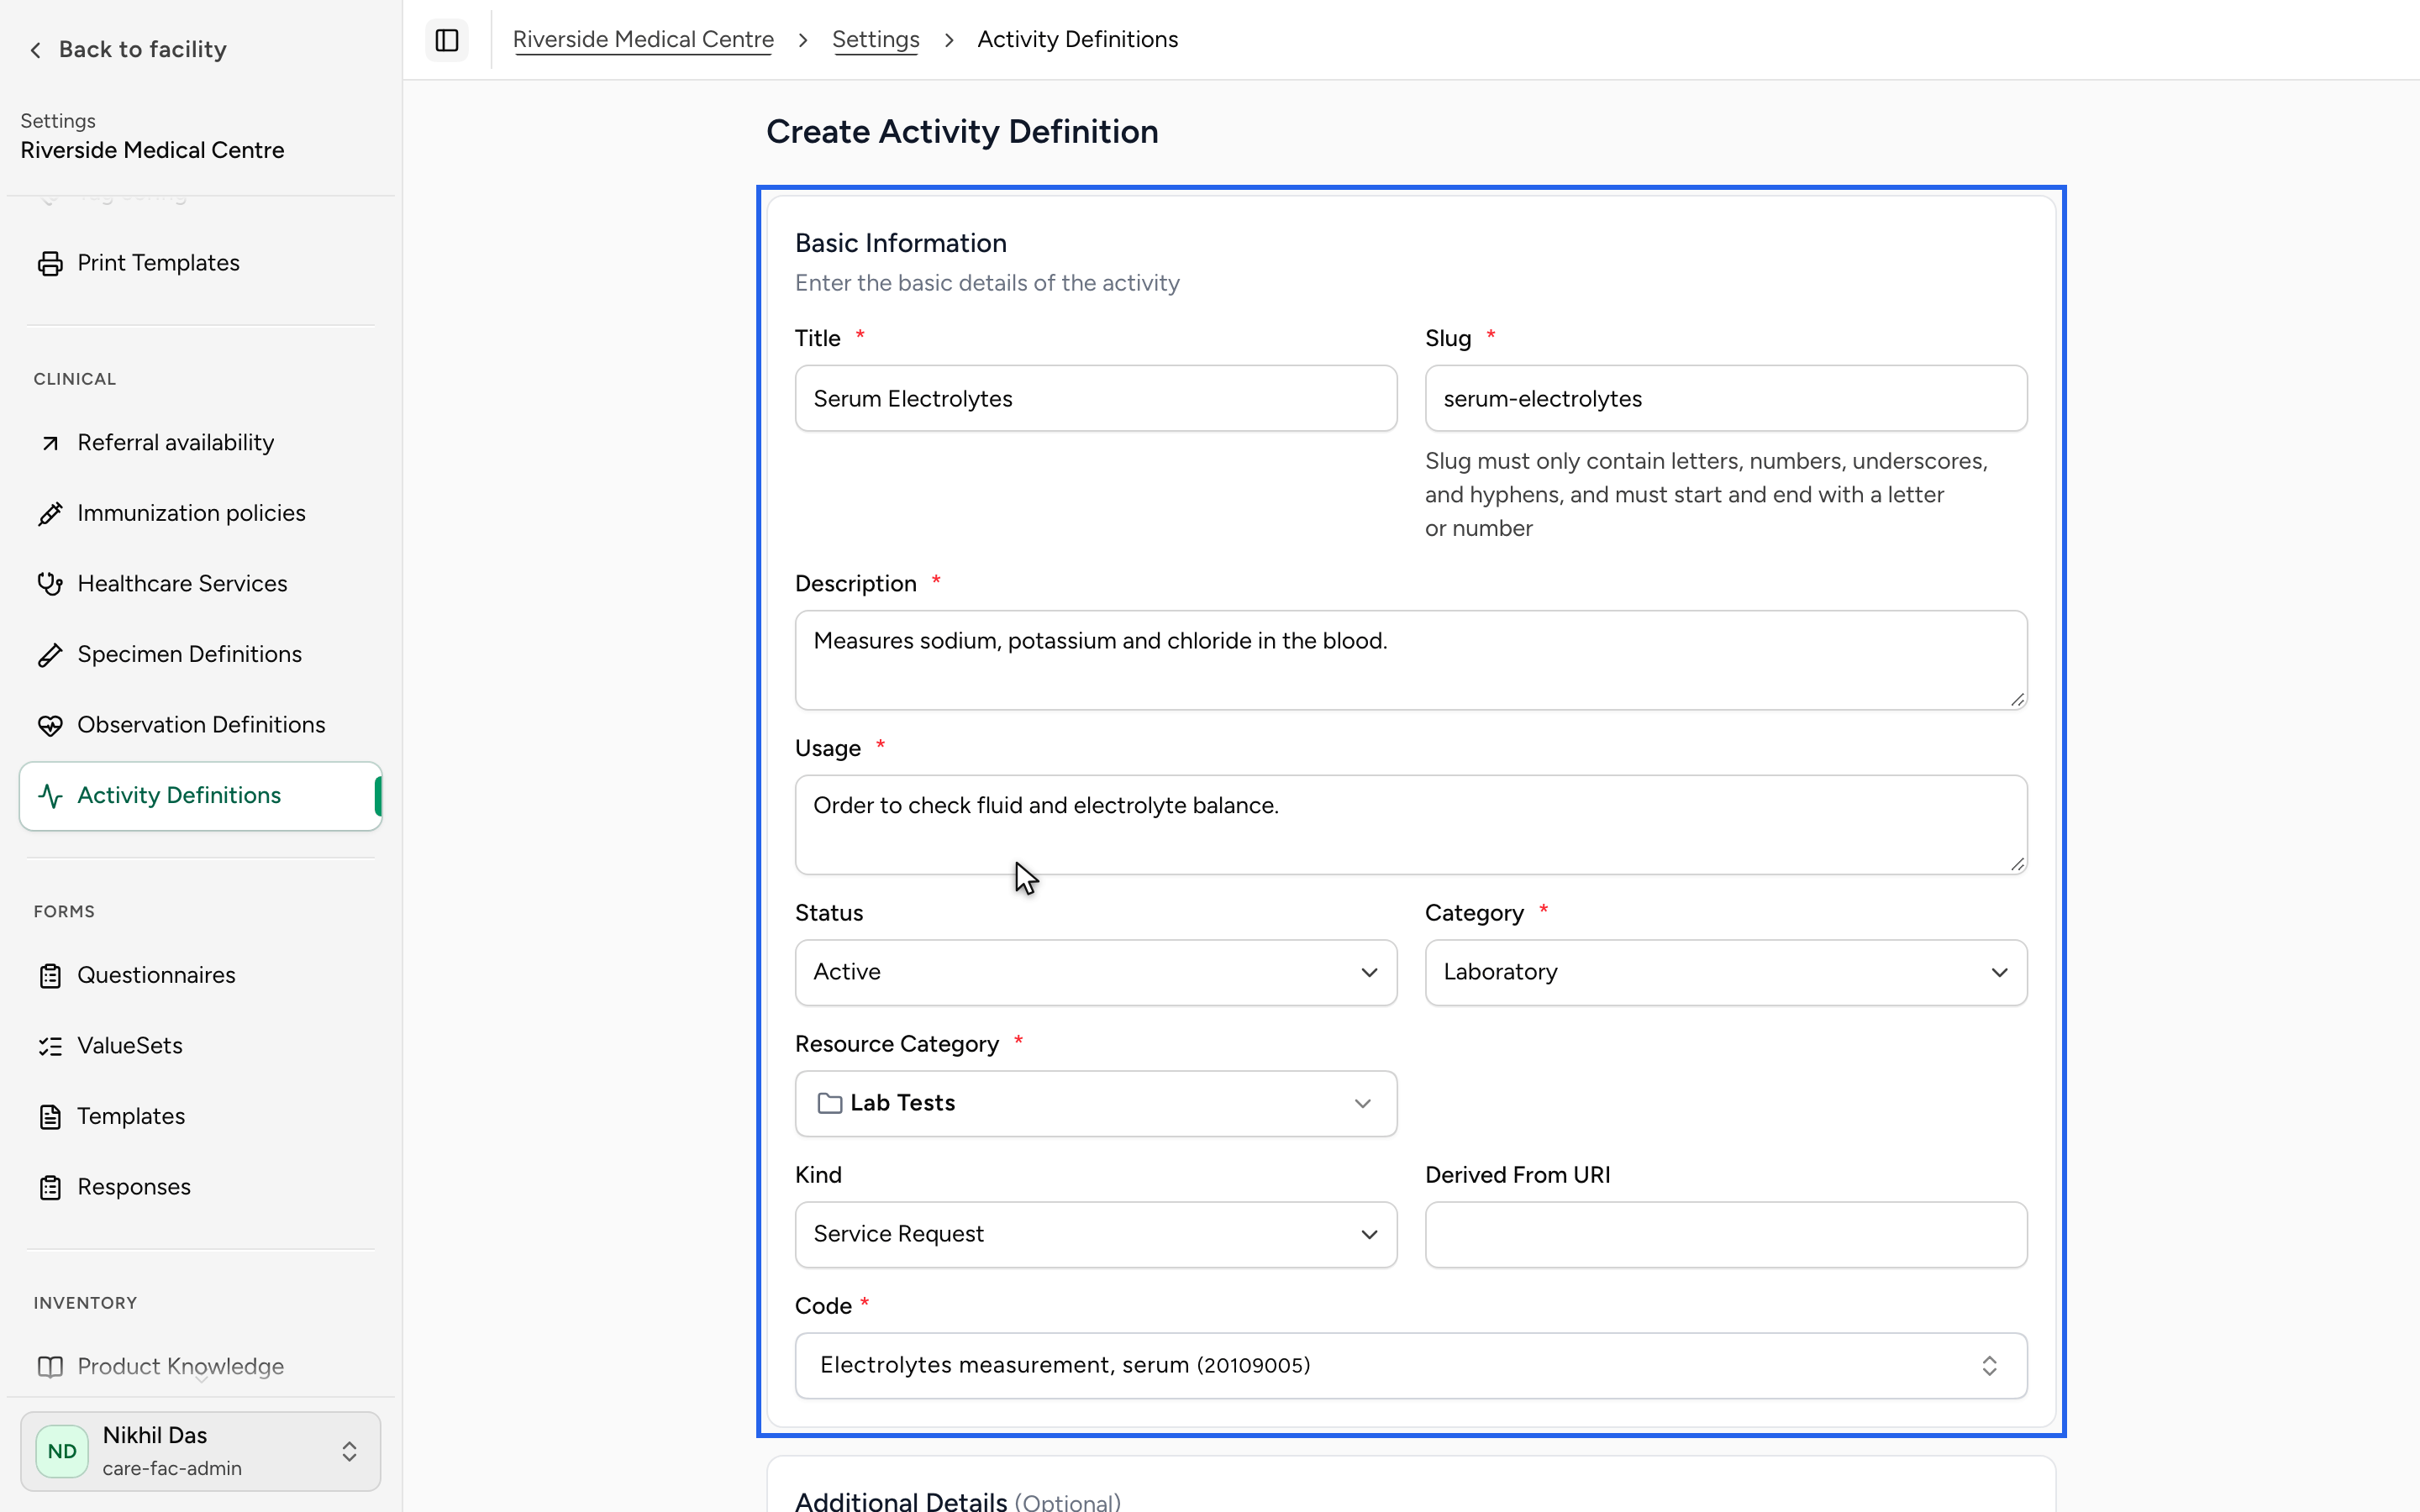 Back to facility
Settings
Riverside Medical Centre
Print Templates
CLINICAL
Referral availability
Immunization policies
Healthcare Services
Specimen Definitions
Observation Definitions
Activity Definitions
FORMS
Questionnaires
ValueSets
Templates
Responses
INVENTORY
Product Knowledge
ND
Nikhil Das
care-fac-admin
Riverside Medical Centre > Settings > Activity Definitions
Create Activity Definition
Basic Information
Enter the basic details of the activity
Title *
Serum Electrolytes
Slug *
serum-electrolytes
Slug must only contain letters, numbers, underscores,
and hyphens, and must start and end with a letter
or number
Description *
Measures sodium, potassium and chloride in the blood.
Usage *
Order to check fluid and electrolyte balance.
Status
Active
Category *
Laboratory
Resource Category *
Lab Tests
Kind
Service Request
Derived From URI
Code *
Electrolytes measurement, serum (20109005)
Additional Details (Optional)